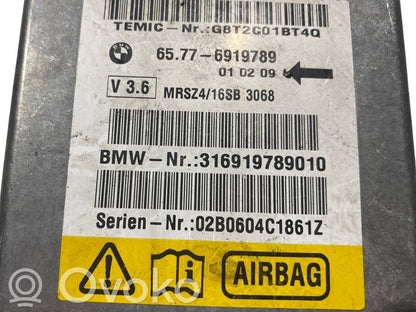 TEMIC-Nr.:G8T2C01BT4Q
65.77-6919789
01 02 09
V 3.6
MRSZ4/16SB 3068
BMW-Nr.:316919789010
Serien-Nr.:02B0604C1861Z
AIRBAG
Ovoko